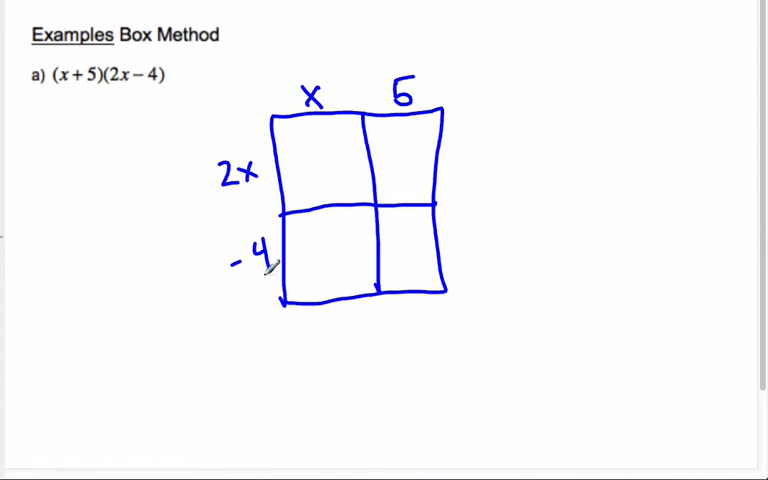 Examples Box Method
a) (x+5)(2x−4)
x 5
2x
-4